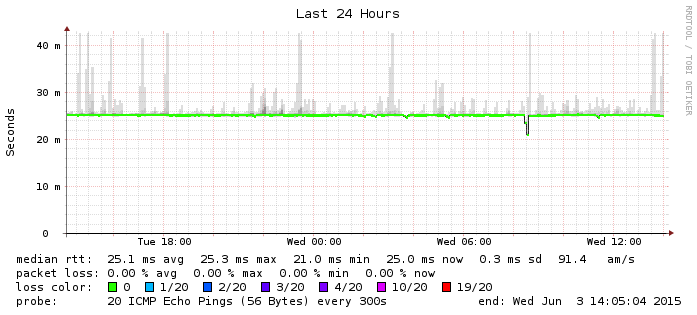 Last 24 Hours
RRDTOOL / TOBI OETIKER
Seconds
40 m
30 m
20 m
10 m
0
Tue 18:00 Wed 00:00 Wed 06:00 Wed 12:00
median rtt: 25.1 ms avg 25.3 ms max 21.0 ms min 25.0 ms now 0.3 ms sd 91.4 am/s
packet loss: 0.00 % avg 0.00 % max 0.00 % min 0.00 % now
loss color: 0 1/20 2/20 3/20 4/20 10/20 19/20
probe: 20 ICMP Echo Pings (56 Bytes) every 300s end: Wed Jun 3 14:05:04 2015